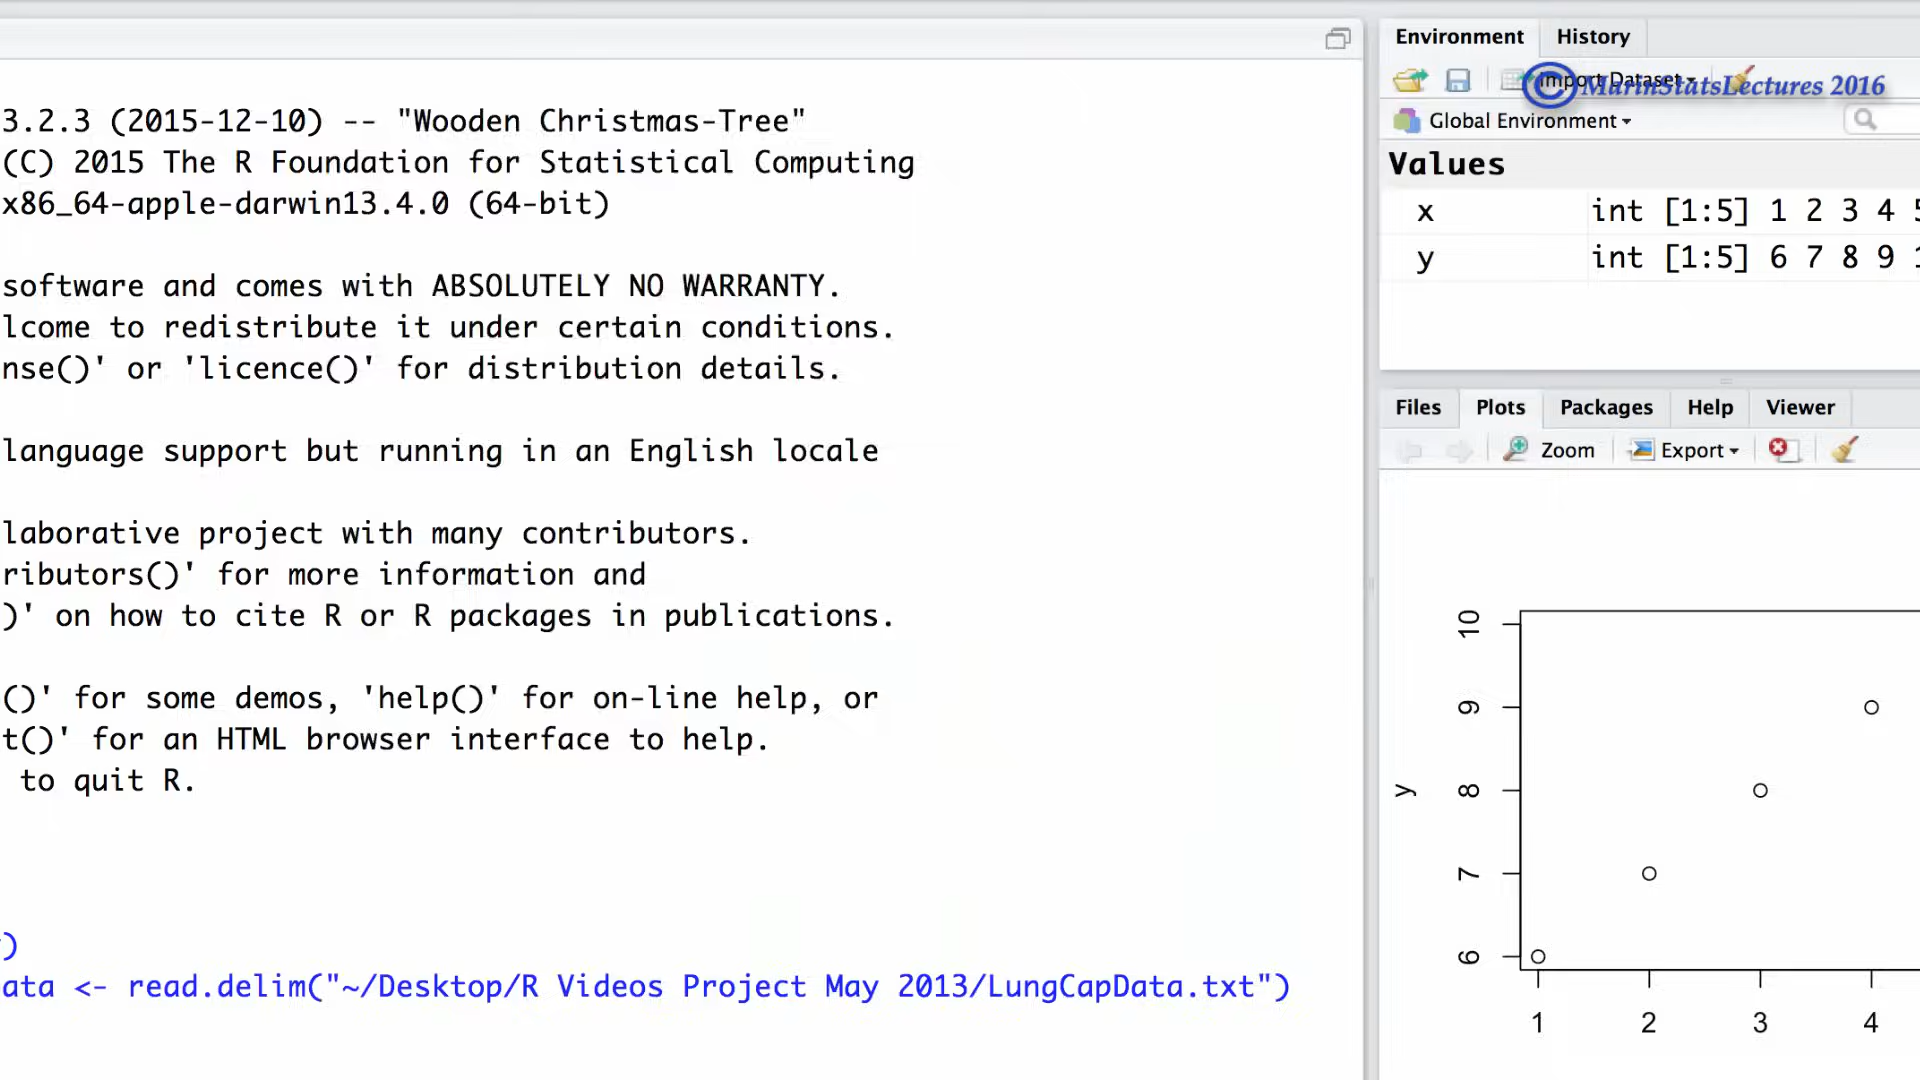 3.2.3 (2015-12-10) -- "Wooden Christmas-Tree"
(C) 2015 The R Foundation for Statistical Computing
x86_64-apple-darwin13.4.0 (64-bit)
software and comes with ABSOLUTELY NO WARRANTY.
lcome to redistribute it under certain conditions.
nse()' or 'licence()' for distribution details.
language support but running in an English locale
laborative project with many contributors.
ributors()' for more information and
)' on how to cite R or R packages in publications.
()' for some demos, 'help()' for on-line help, or
t()' for an HTML browser interface to help.
to quit R.
)
ata <- read.delim("~/Desktop/R Videos Project May 2013/LungCapData.txt")
Environment History
Import Dataset
© MarinStatsLectures 2016
Global Environment
Values
x int [1:5] 1 2 3 4 5
y int [1:5] 6 7 8 9 1
Files Plots Packages Help Viewer
Zoom Export
10
9
8
7
6
y
1 2 3 4